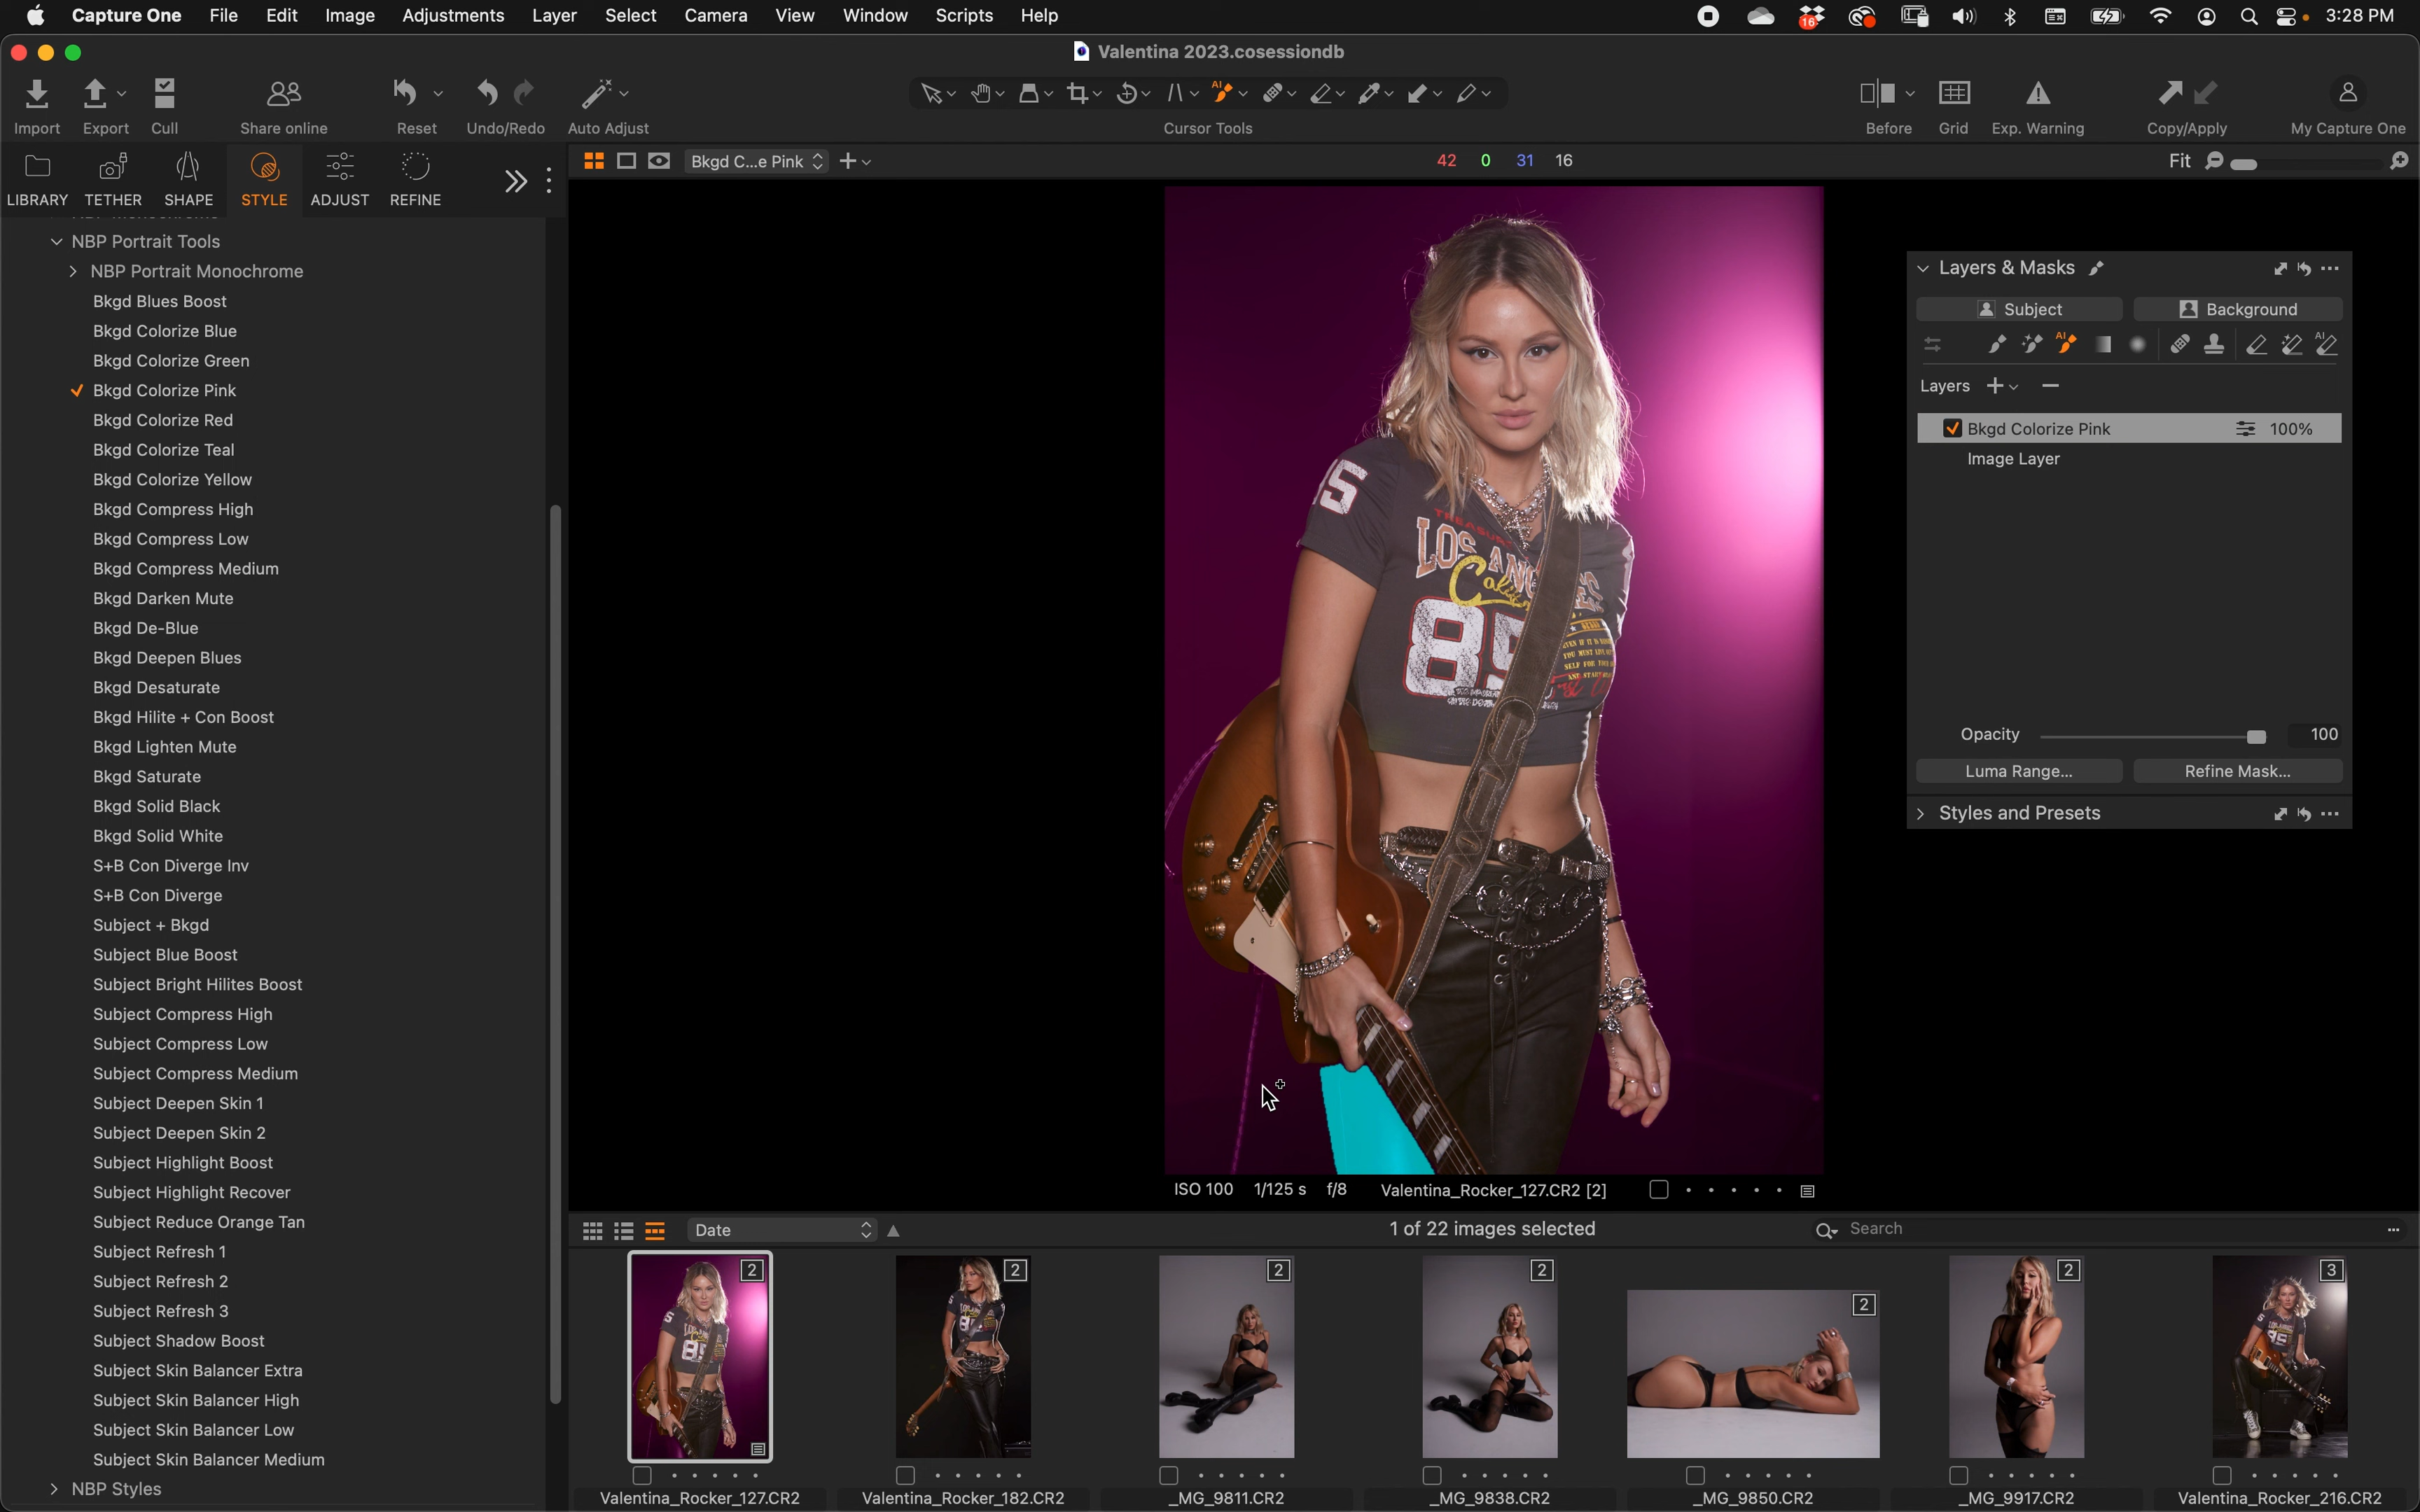 Capture One File Edit Image Adjustments Layer Select Camera View Window Scripts Help 16 3:28 PM
Valentina 2023.cosessiondb
Import Export Cull Share online Reset Undo/Redo Auto Adjust AI Cursor Tools Before Grid Exp. Warning Copy/Apply My Capture One
LIBRARY TETHER SHAPE STYLE ADJUST REFINE
Bkgd C...e Pink 42 0 31 16 Fit
NBP Portrait Tools
NBP Portrait Monochrome
Bkgd Blues Boost
Bkgd Colorize Blue
Bkgd Colorize Green
Bkgd Colorize Pink
Bkgd Colorize Red
Bkgd Colorize Teal
Bkgd Colorize Yellow
Bkgd Compress High
Bkgd Compress Low
Bkgd Compress Medium
Bkgd Darken Mute
Bkgd De-Blue
Bkgd Deepen Blues
Bkgd Desaturate
Bkgd Hilite + Con Boost
Bkgd Lighten Mute
Bkgd Saturate
Bkgd Solid Black
Bkgd Solid White
S+B Con Diverge Inv
S+B Con Diverge
Subject + Bkgd
Subject Blue Boost
Subject Bright Hilites Boost
Subject Compress High
Subject Compress Low
Subject Compress Medium
Subject Deepen Skin 1
Subject Deepen Skin 2
Subject Highlight Boost
Subject Highlight Recover
Subject Reduce Orange Tan
Subject Refresh 1
Subject Refresh 2
Subject Refresh 3
Subject Shadow Boost
Subject Skin Balancer Extra
Subject Skin Balancer High
Subject Skin Balancer Low
Subject Skin Balancer Medium
NBP Styles
LOS
85
Layers & Masks
Subject Background
AI AI
Layers
Bkgd Colorize Pink 100%
Image Layer
Opacity 100
Luma Range... Refine Mask...
Styles and Presets
ISO 100 1/125 s f/8 Valentina_Rocker_127.CR2 [2]
Date 1 of 22 images selected Search
2 2 2 2 2 2 3
Valentina_Rocker_127.CR2 Valentina_Rocker_182.CR2 _MG_9811.CR2 _MG_9838.CR2 _MG_9850.CR2 _MG_9917.CR2 Valentina_Rocker_216.CR2